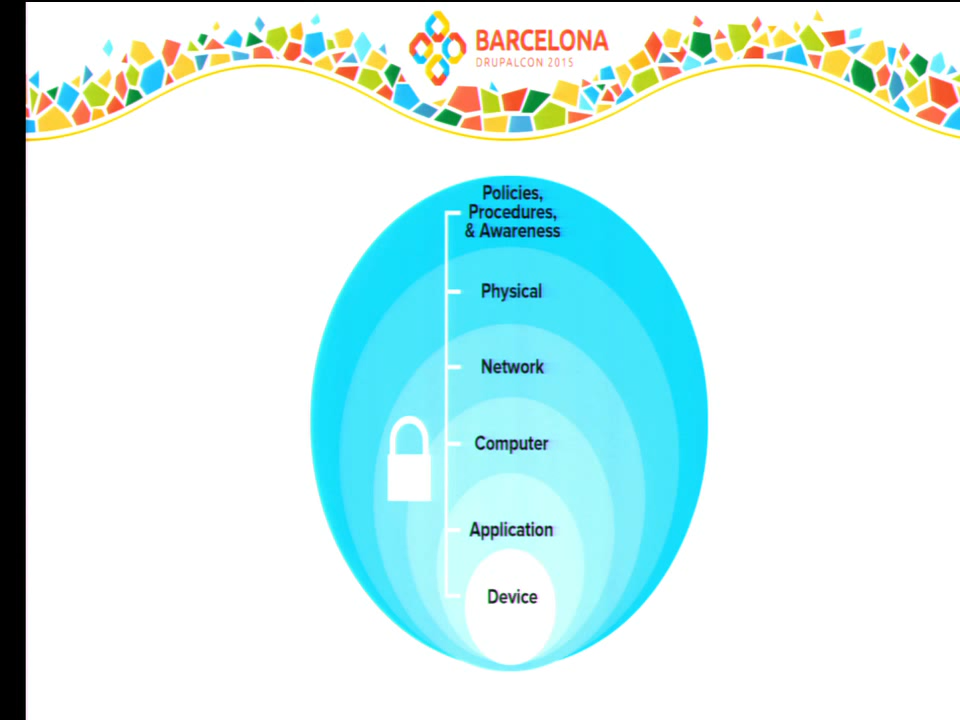 BARCELONA
DRUPALCON 2015
Policies,
Procedures,
& Awareness
Physical
Network
Computer
Application
Device